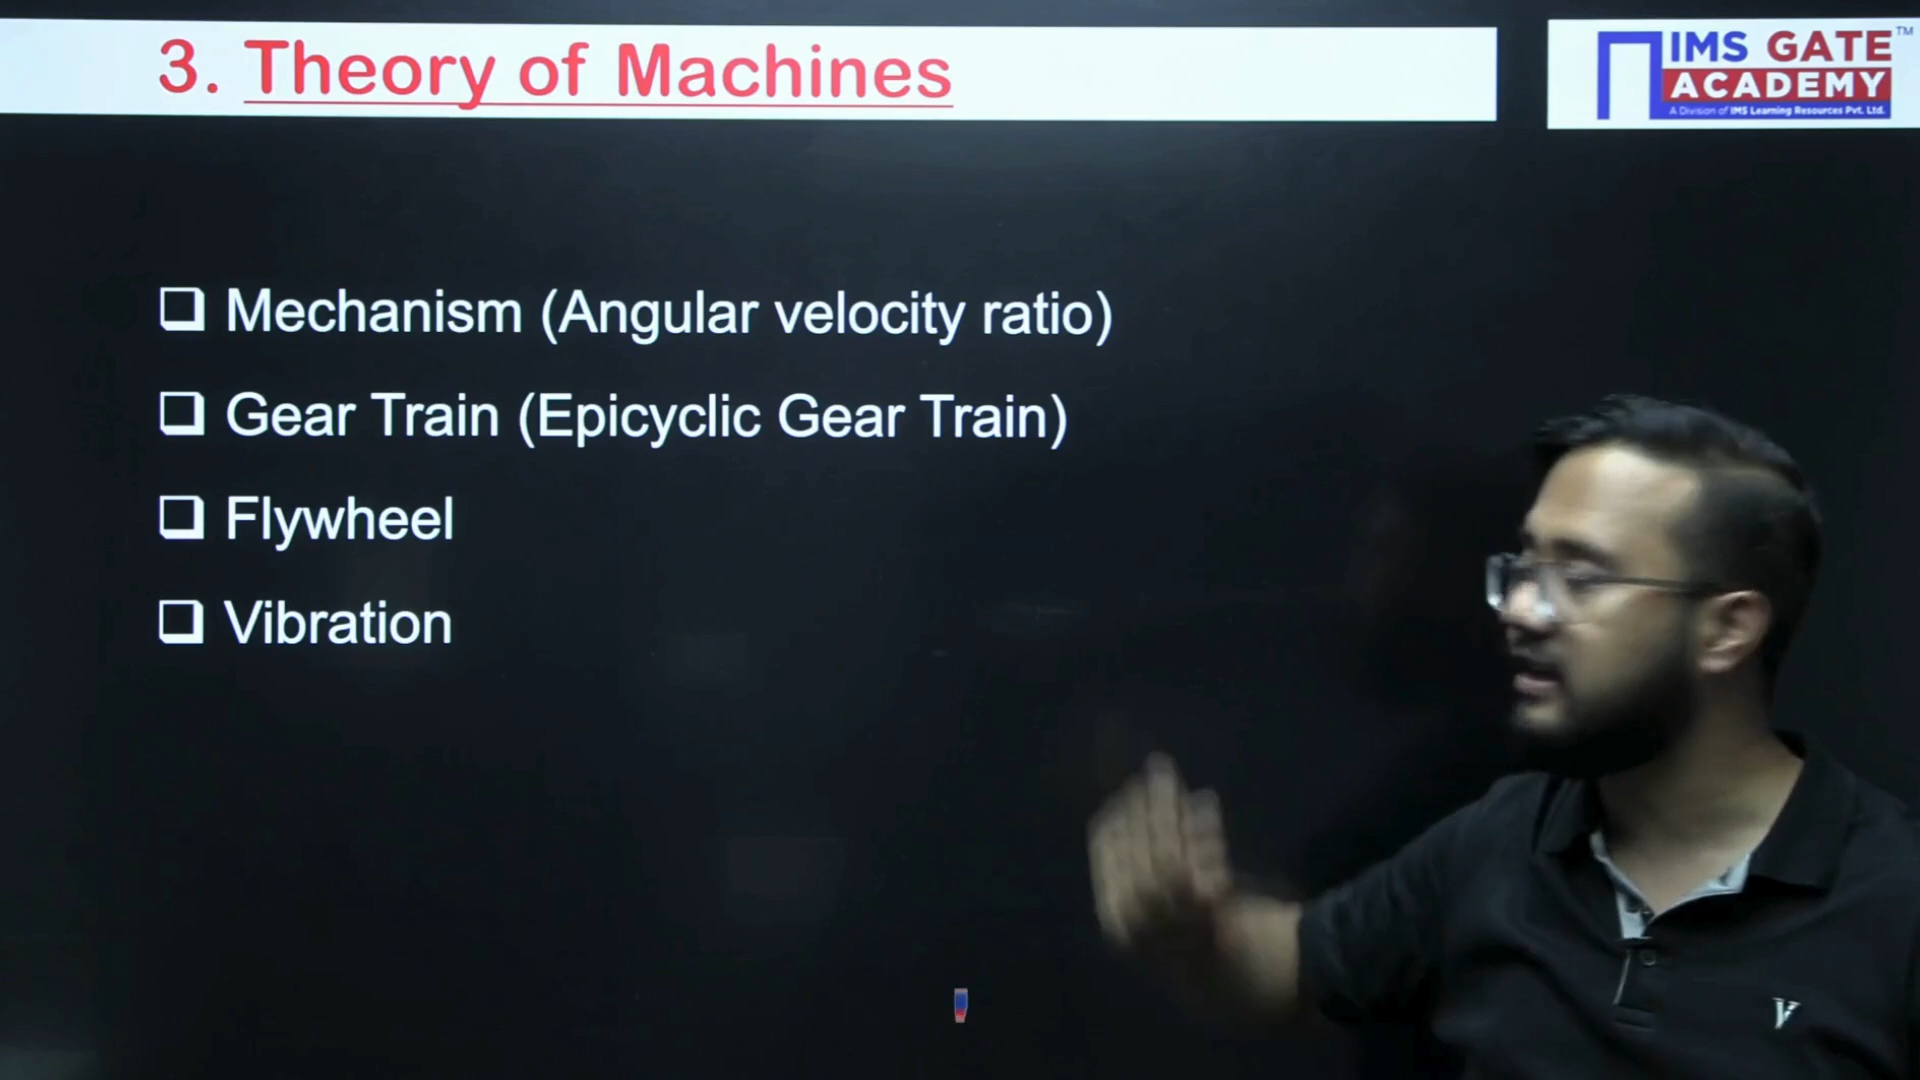 3. Theory of Machines
IMS GATE
ACADEMY
TM
A Division of IMS Learning Resources Pvt. Ltd.
Mechanism (Angular velocity ratio)
Gear Train (Epicyclic Gear Train)
Flywheel
Vibration
V